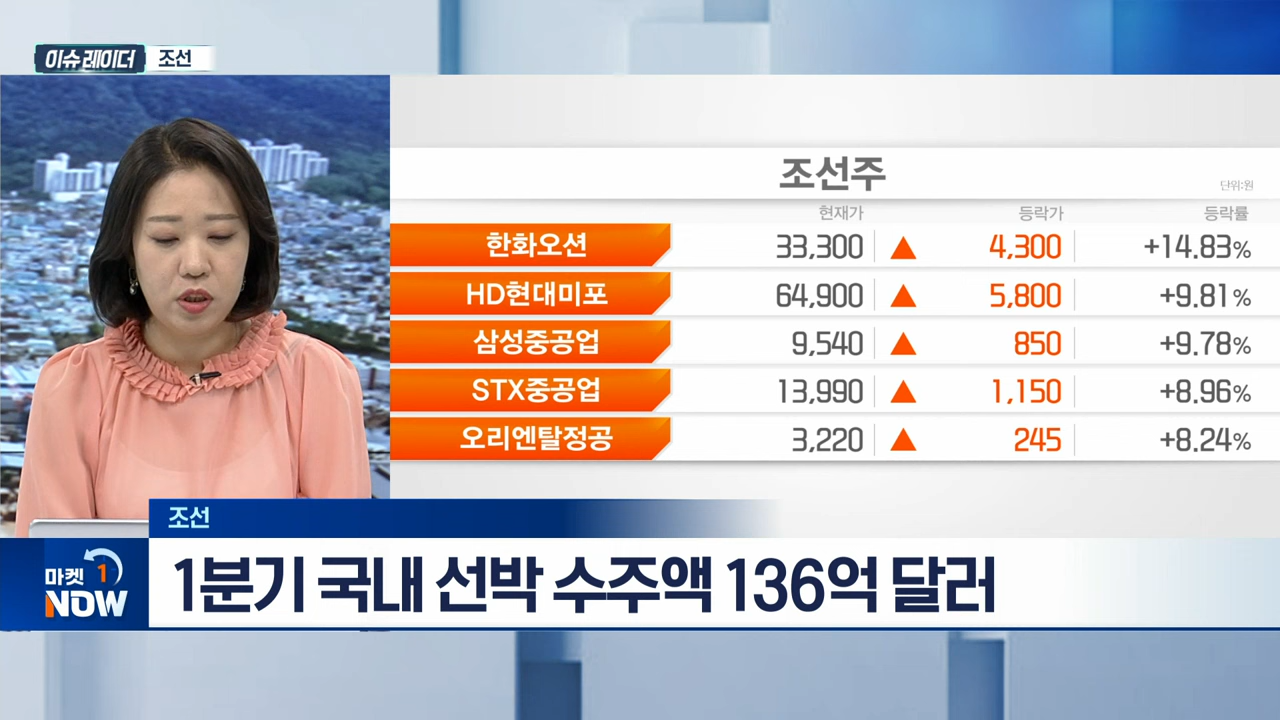 이슈레이더 조선
조선주
단위:원
현재가 등락가 등락률
한화오션 33,300 ▲ 4,300 +14.83%
HD현대미포 64,900 ▲ 5,800 +9.81%
삼성중공업 9,540 ▲ 850 +9.78%
STX중공업 13,990 ▲ 1,150 +8.96%
오리엔탈정공 3,220 ▲ 245 +8.24%
조선
마켓 1
NOW
1분기 국내 선박 수주액 136억 달러